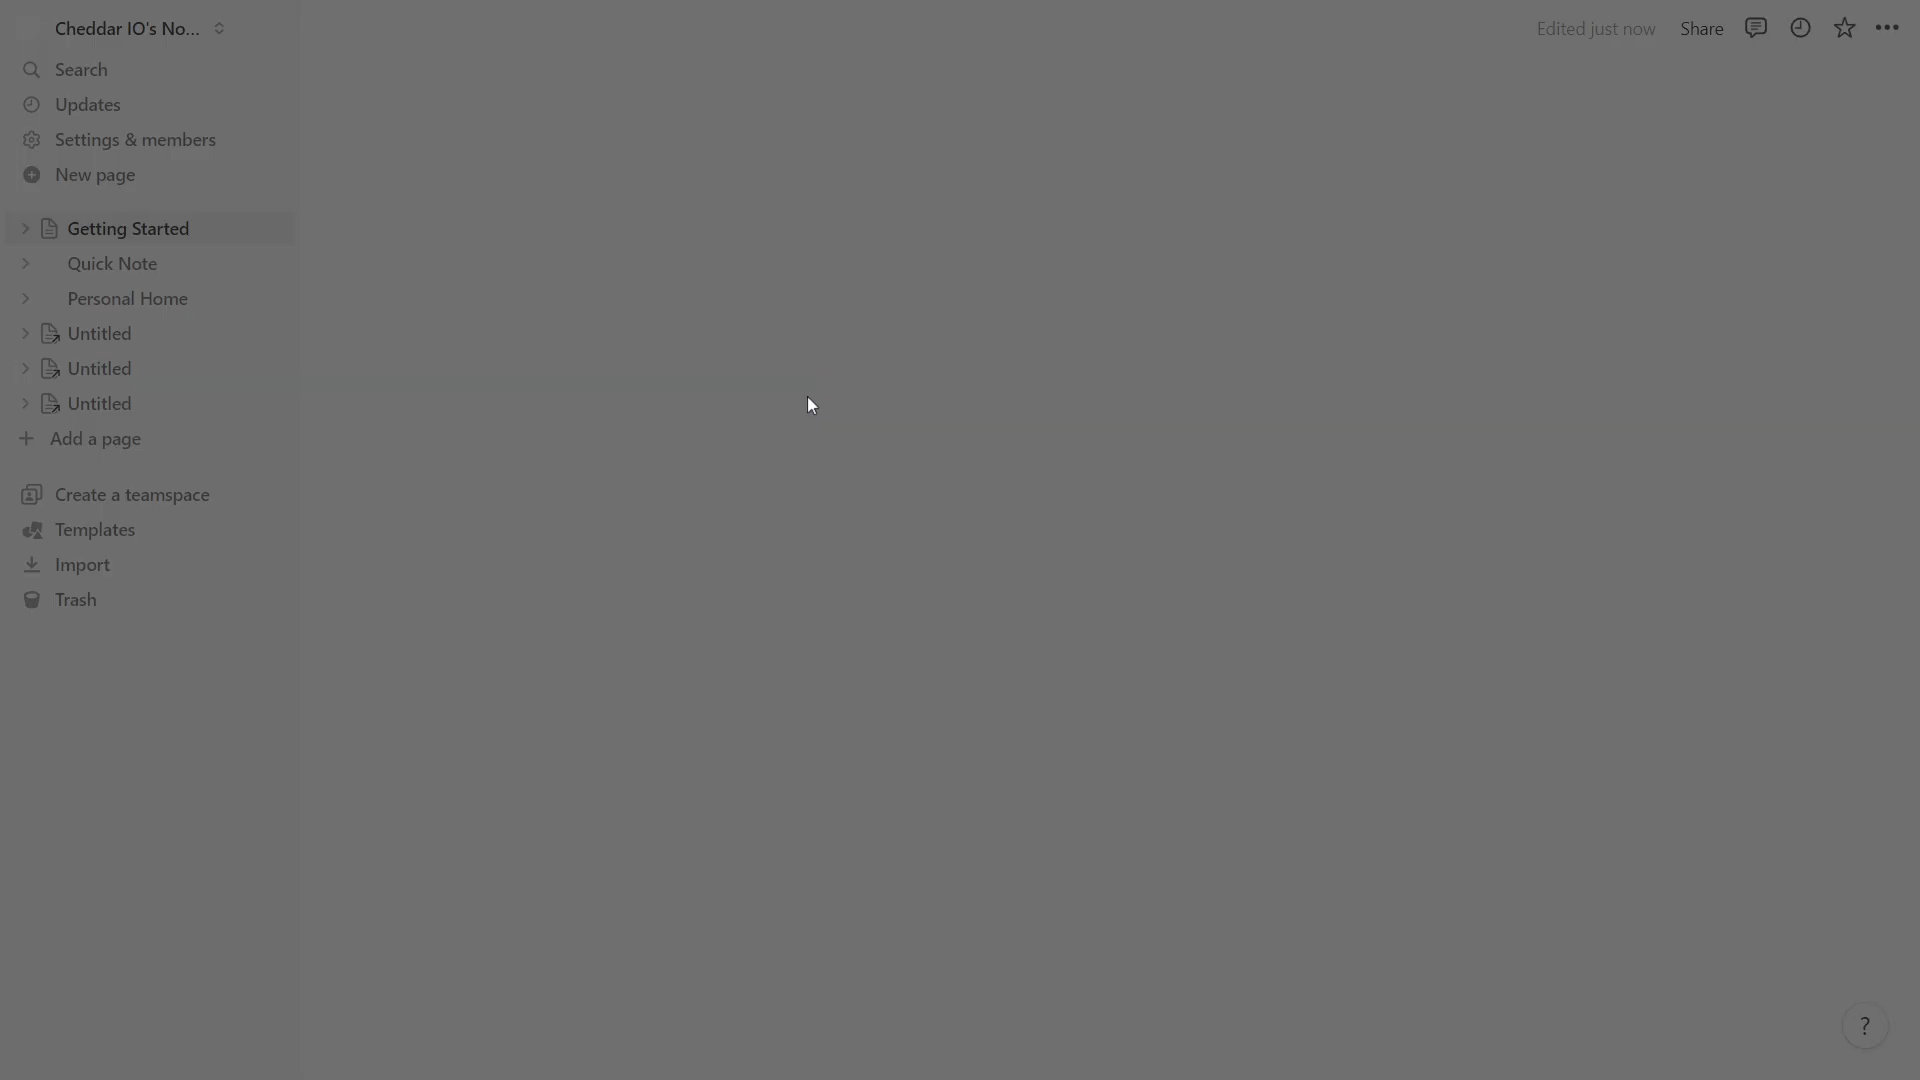 Cheddar IO's No...
Edited just now
Share
Search
Updates
Settings & members
New page
Getting Started
Quick Note
Personal Home
Untitled
Untitled
Untitled
Add a page
Create a teamspace
Templates
Import
Trash
?